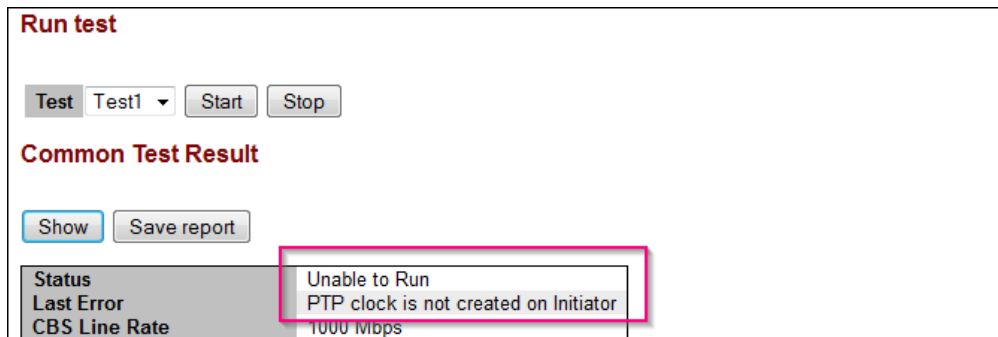 Run test
Test Test1 Start Stop
Common Test Result
Show Save report
Status Unable to Run
Last Error PTP clock is not created on Initiator
CBS Line Rate 1000 Mbps